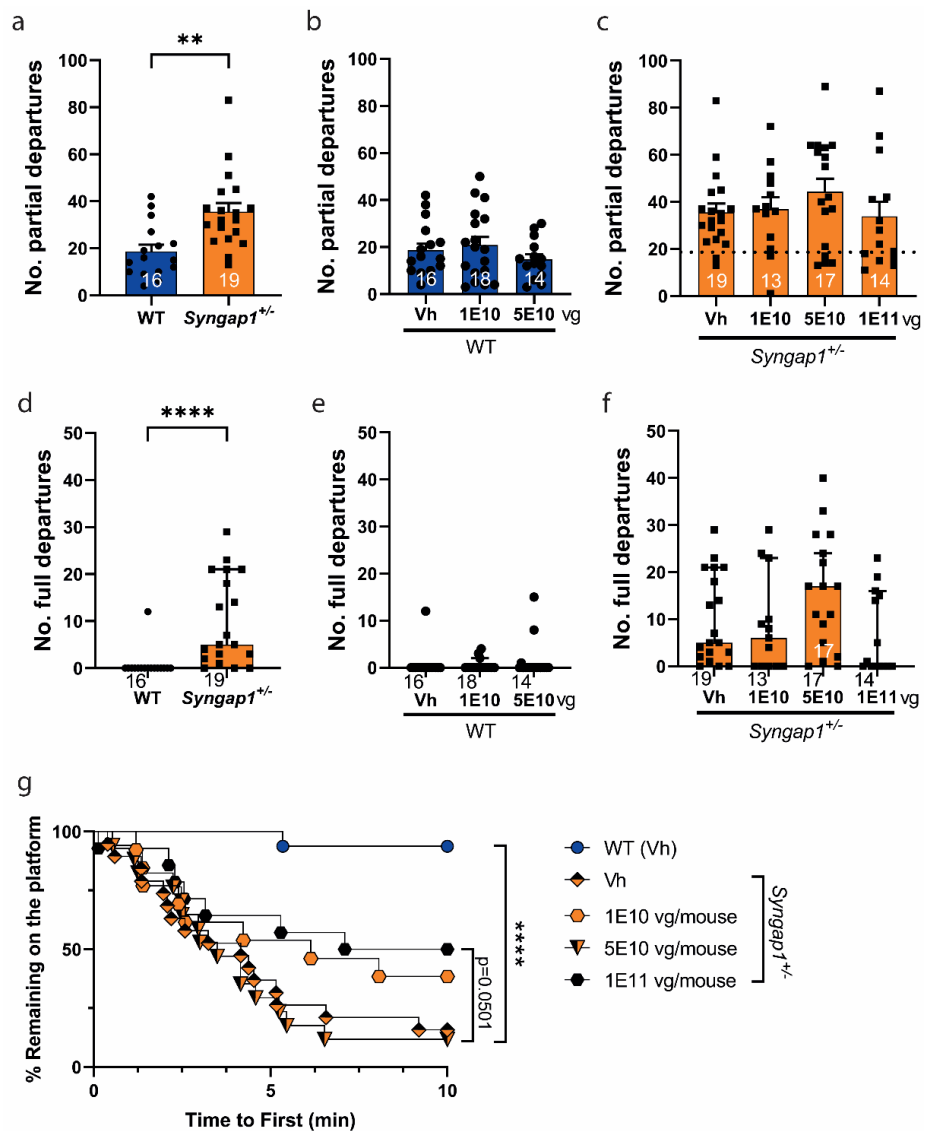 a
b
c
**
No. partial departures
100
80
60
40
20
0
16
19
WT
Syngap1+/-
No. partial departures
100
80
60
40
20
0
16
18
14
Vh
1E10
5E10 vg
WT
No. partial departures
100
80
60
40
20
0
19
13
17
14
Vh
1E10
5E10
1E11 vg
Syngap1+/-
d
e
f
****
No. full departures
50
40
30
20
10
0
16
19
WT
Syngap1+/-
No. full departures
50
40
30
20
10
0
16
18
14
Vh
1E10
5E10 vg
WT
No. full departures
50
40
30
20
10
0
17
19
13
17
14
Vh
1E10
5E10
1E11 vg
Syngap1+/-
g
% Remaining on the platform
100
50
0
0
5
10
Time to First (min)
p=0.0501
****
WT (Vh)
Vh
1E10 vg/mouse
5E10 vg/mouse
1E11 vg/mouse
Syngap1+/-